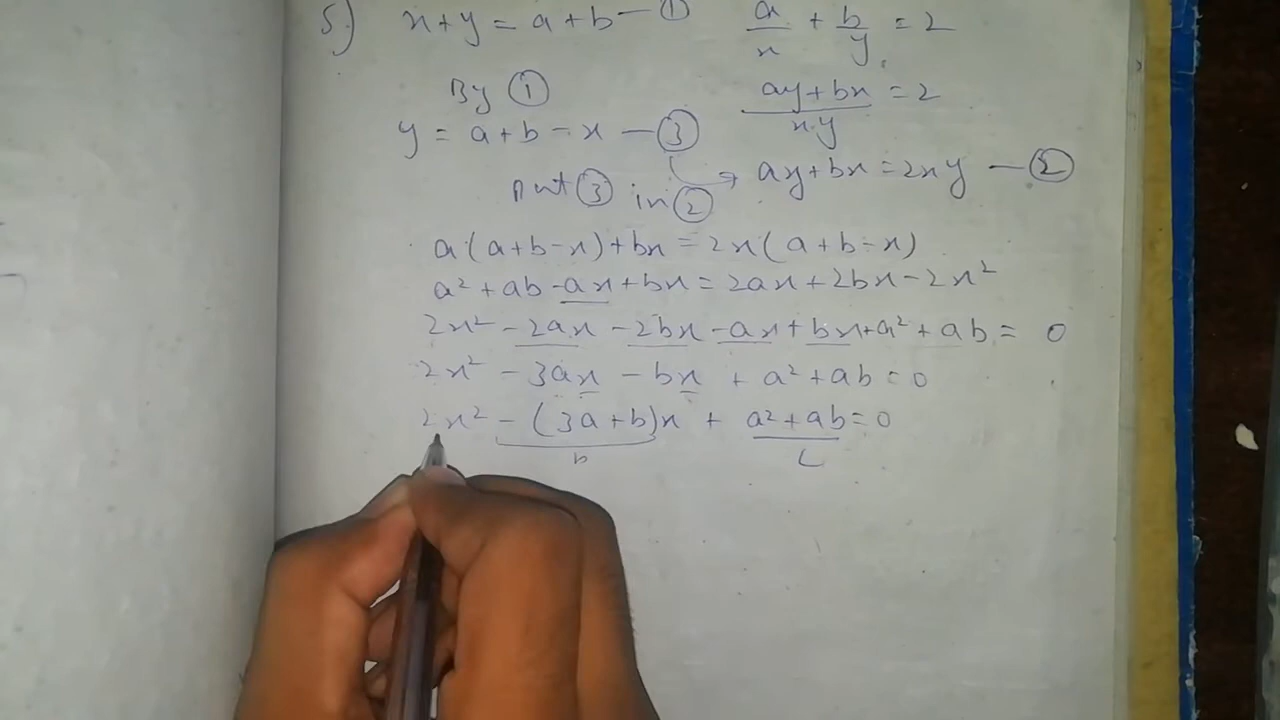 5.) x+y = a+b — ① a/x + b/y = 2
By ① (ay+bx)/xy = 2
y = a+b-x — ③
put ③ in ② → ay+bx = 2xy — ②
a(a+b-x)+bx = 2x(a+b-x)
a²+ab-ax+bx = 2ax+2bx-2x²
2x²-2ax-2bx-ax+bx+a²+ab = 0
2x²-3ax-bx+a²+ab = 0
2x²-(3a+b)x + a²+ab = 0
b c